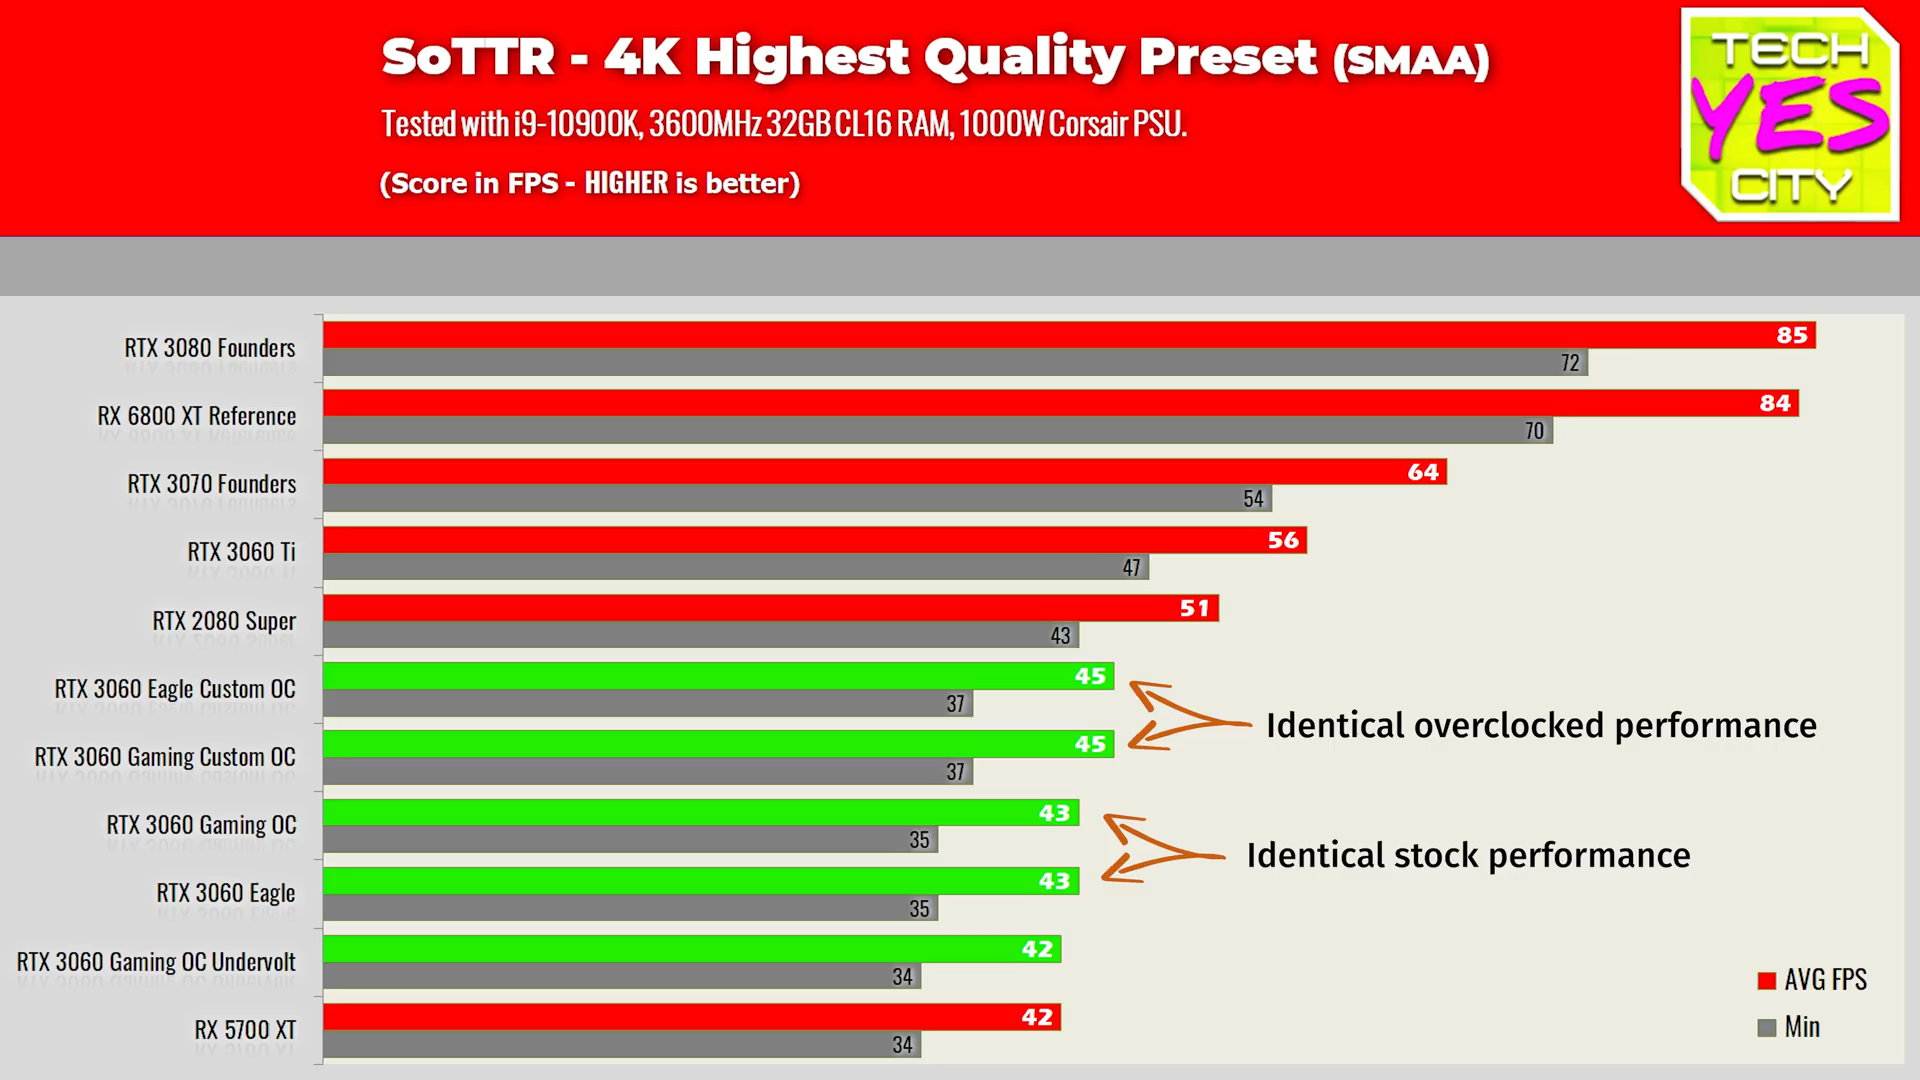 SoTTR - 4K Highest Quality Preset (SMAA)
Tested with i9-10900K, 3600MHz 32GB CL16 RAM, 1000W Corsair PSU.
(Score in FPS - HIGHER is better)
TECH
YES
CITY
RTX 3080 Founders
85
72
RX 6800 XT Reference
84
70
RTX 3070 Founders
64
54
RTX 3060 Ti
56
47
RTX 2080 Super
51
43
RTX 3060 Eagle Custom OC
45
37
RTX 3060 Gaming Custom OC
45
37
Identical overclocked performance
RTX 3060 Gaming OC
43
35
RTX 3060 Eagle
43
35
Identical stock performance
RTX 3060 Gaming OC Undervolt
42
34
RX 5700 XT
42
34
AVG FPS
Min